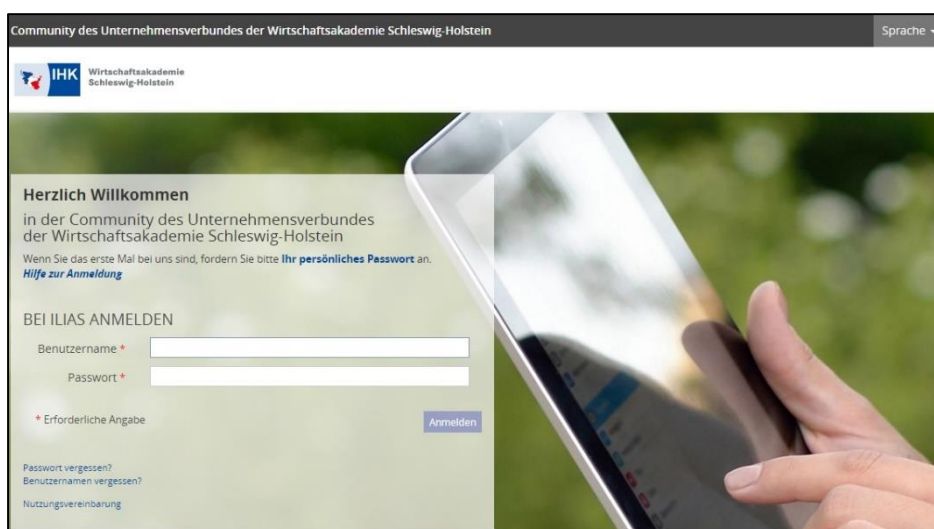 Community des Unternehmensverbundes der Wirtschaftsakademie Schleswig-Holstein
Sprache
IHK
Wirtschaftsakademie
Schleswig-Holstein
Herzlich Willkommen
in der Community des Unternehmensverbundes
der Wirtschaftsakademie Schleswig-Holstein
Wenn Sie das erste Mal bei uns sind, fordern Sie bitte Ihr persönliches Passwort an.
Hilfe zur Anmeldung
BEI ILIAS ANMELDEN
Benutzername *
Passwort *
* Erforderliche Angabe
Anmelden
Passwort vergessen?
Benutzernamen vergessen?
Nutzungsvereinbarung